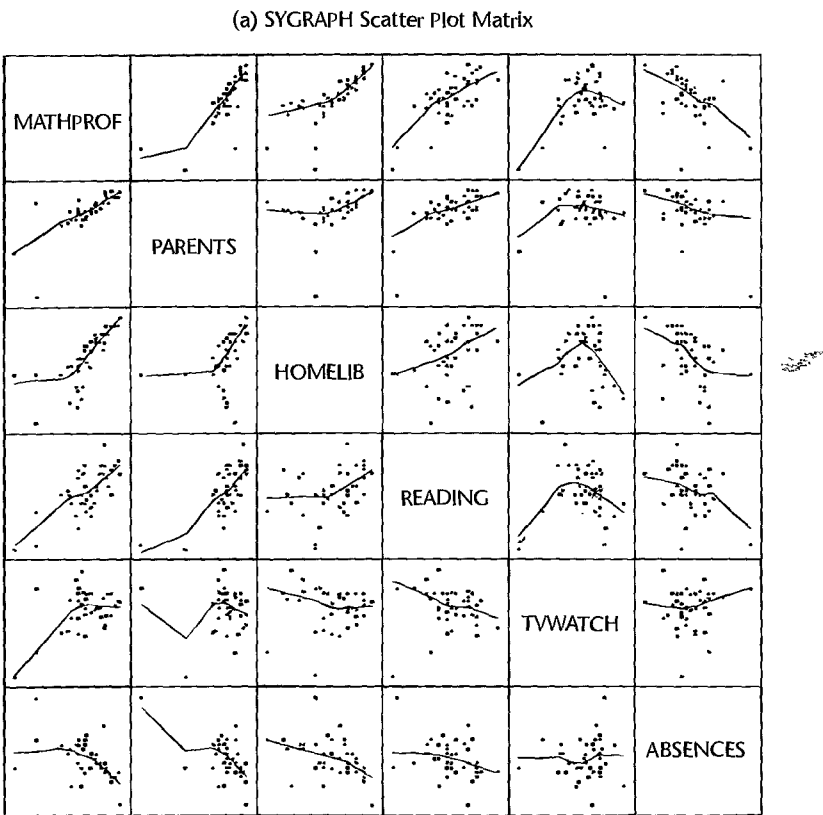 (a) SYGRAPH Scatter Plot Matrix
MATHPROF
PARENTS
HOMELIB
READING
TVWATCH
ABSENCES